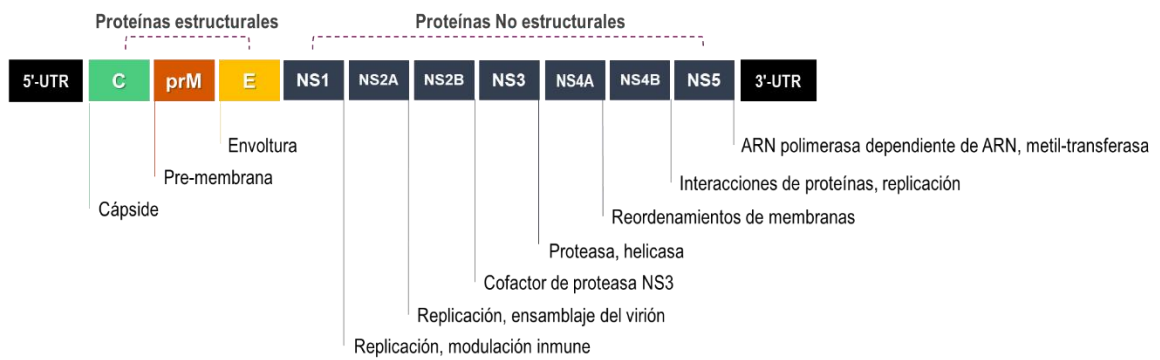 Proteínas estructurales Proteínas No estructurales
5'-UTR C prM E NS1 NS2A NS2B NS3 NS4A NS4B NS5 3'-UTR
Envoltura
ARN polimerasa dependiente de ARN, metil-transferasa
Pre-membrana
Interacciones de proteínas, replicación
Cápside
Reordenamientos de membranas
Proteasa, helicasa
Cofactor de proteasa NS3
Replicación, ensamblaje del virión
Replicación, modulación inmune